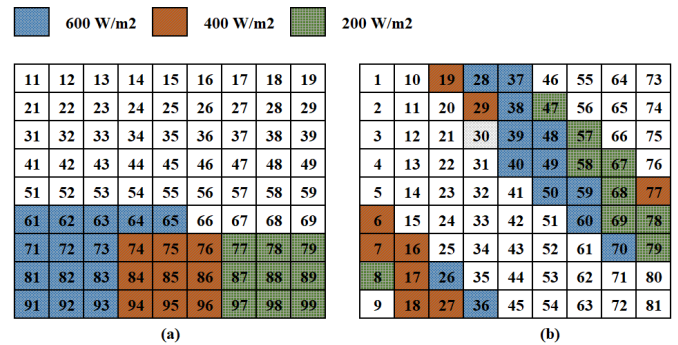 600 W/m2 400 W/m2 200 W/m2
11 12 13 14 15 16 17 18 19
21 22 23 24 25 26 27 28 29
31 32 33 34 35 36 37 38 39
41 42 43 44 45 46 47 48 49
51 52 53 54 55 56 57 58 59
61 62 63 64 65 66 67 68 69
71 72 73 74 75 76 77 78 79
81 82 83 84 85 86 87 88 89
91 92 93 94 95 96 97 98 99
(a)
1 10 19 28 37 46 55 64 73
2 11 20 29 38 47 56 65 74
3 12 21 30 39 48 57 66 75
4 13 22 31 40 49 58 67 76
5 14 23 32 41 50 59 68 77
6 15 24 33 42 51 60 69 78
7 16 25 34 43 52 61 70 79
8 17 26 35 44 53 62 71 80
9 18 27 36 45 54 63 72 81
(b)